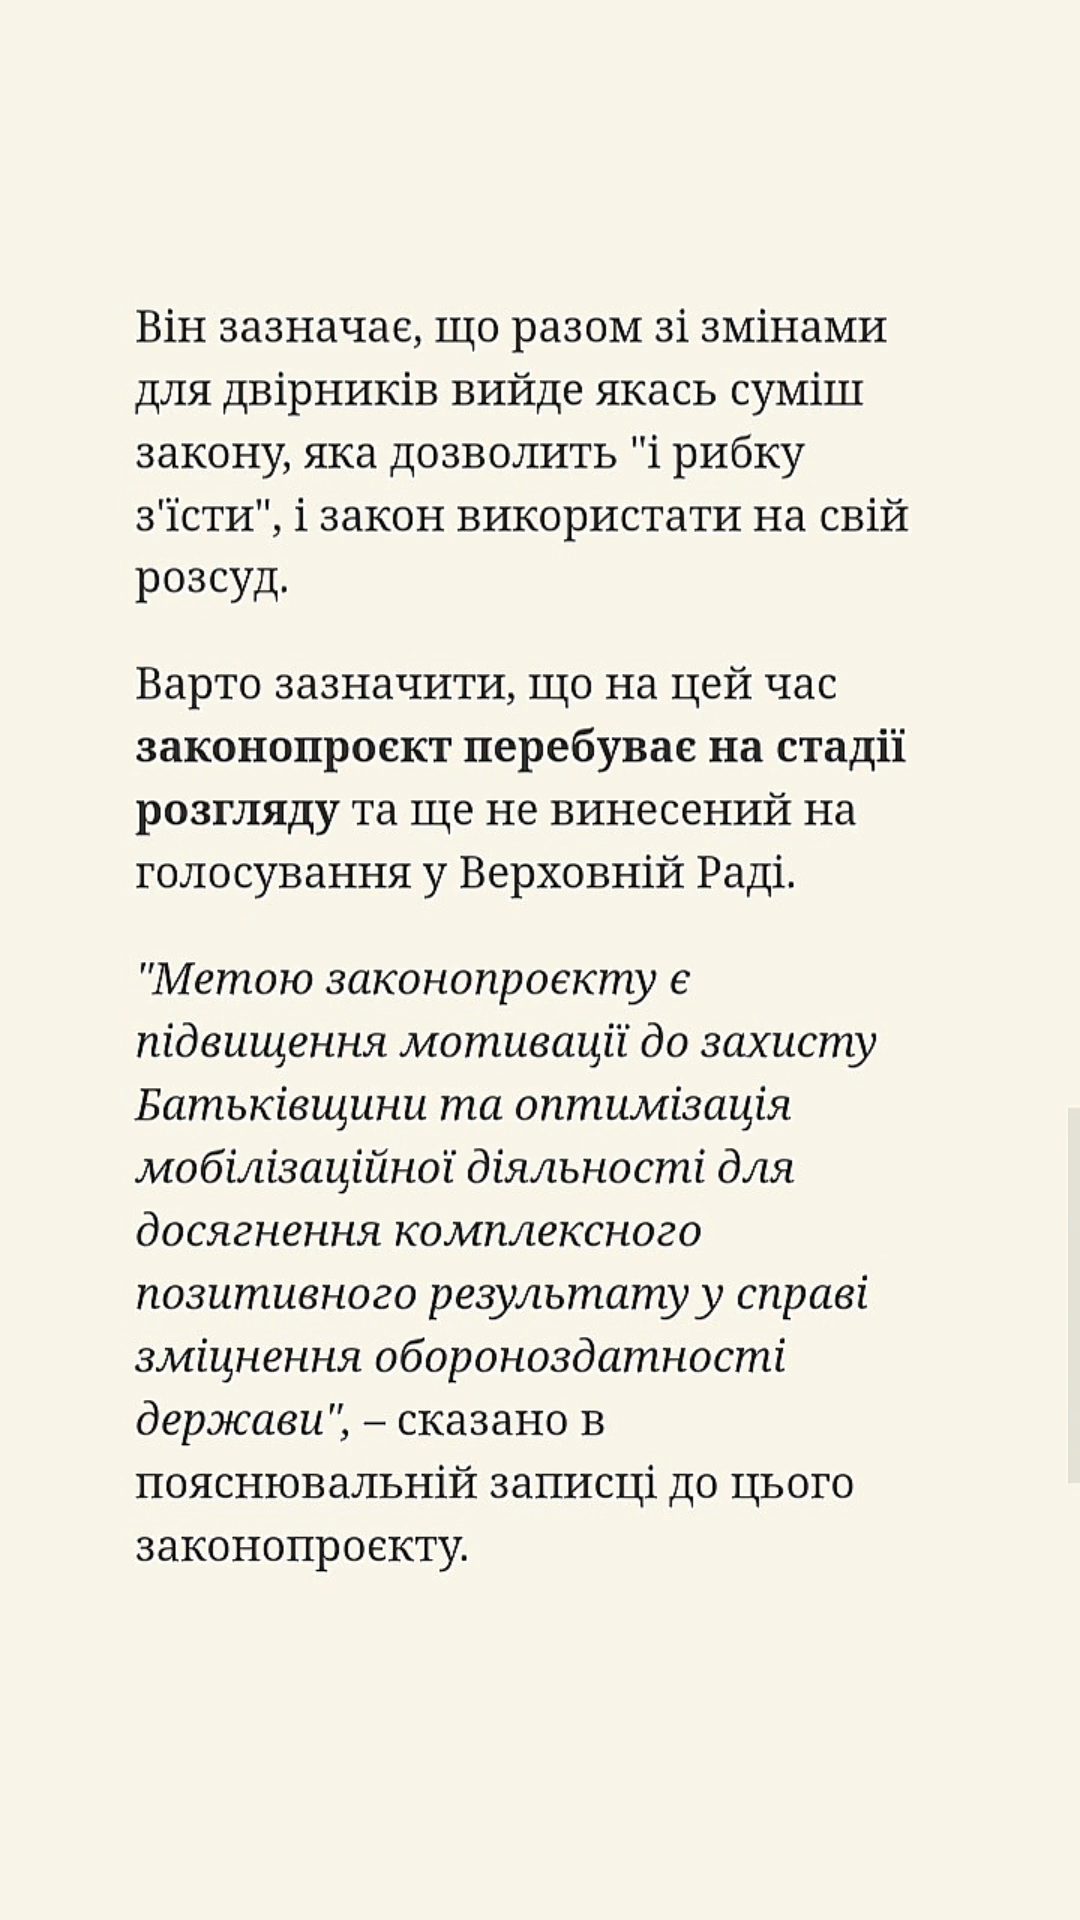 Він зазначає, що разом зі змінами
для двірників вийде якась суміш
закону, яка дозволить "і рибку
з'їсти", і закон використати на свій
розсуд.
Варто зазначити, що на цей час
законопроєкт перебуває на стадії
розгляду та ще не винесений на
голосування у Верховній Раді.
"Метою законопроєкту є
підвищення мотивації до захисту
Батьківщини та оптимізація
мобілізаційної діяльності для
досягнення комплексного
позитивного результату у справі
зміцнення обороноздатності
держави", – сказано в
пояснювальній записці до цього
законопроєкту.